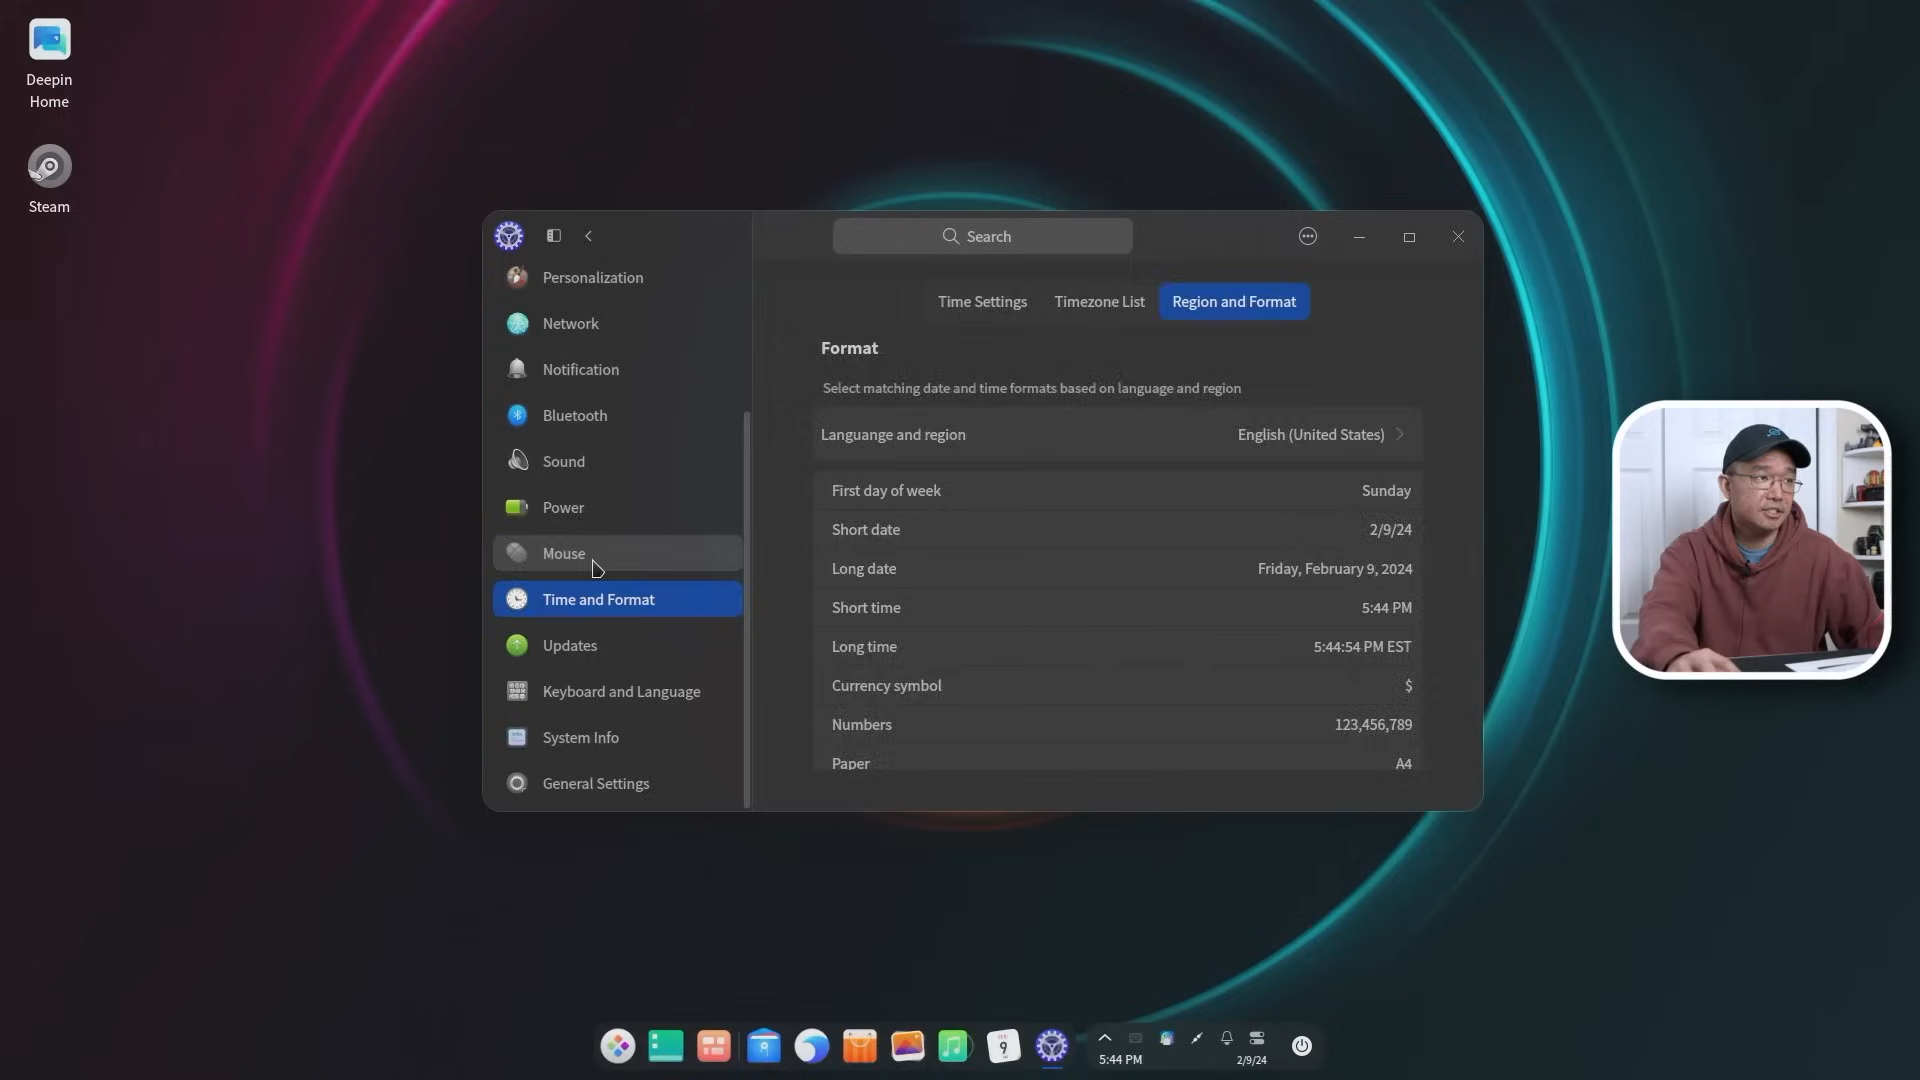 Deepin
Home
Steam
Search
Personalization
Network
Notification
Bluetooth
Sound
Power
Mouse
Time and Format
Updates
Keyboard and Language
System Info
General Settings
Time Settings
Timezone List
Region and Format
Format
Select matching date and time formats based on language and region
Languange and region
English (United States)
First day of week
Sunday
Short date
2/9/24
Long date
Friday, February 9, 2024
Short time
5:44 PM
Long time
5:44:54 PM EST
Currency symbol
$
Numbers
123,456,789
Paper
A4
9
5:44 PM
2/9/24